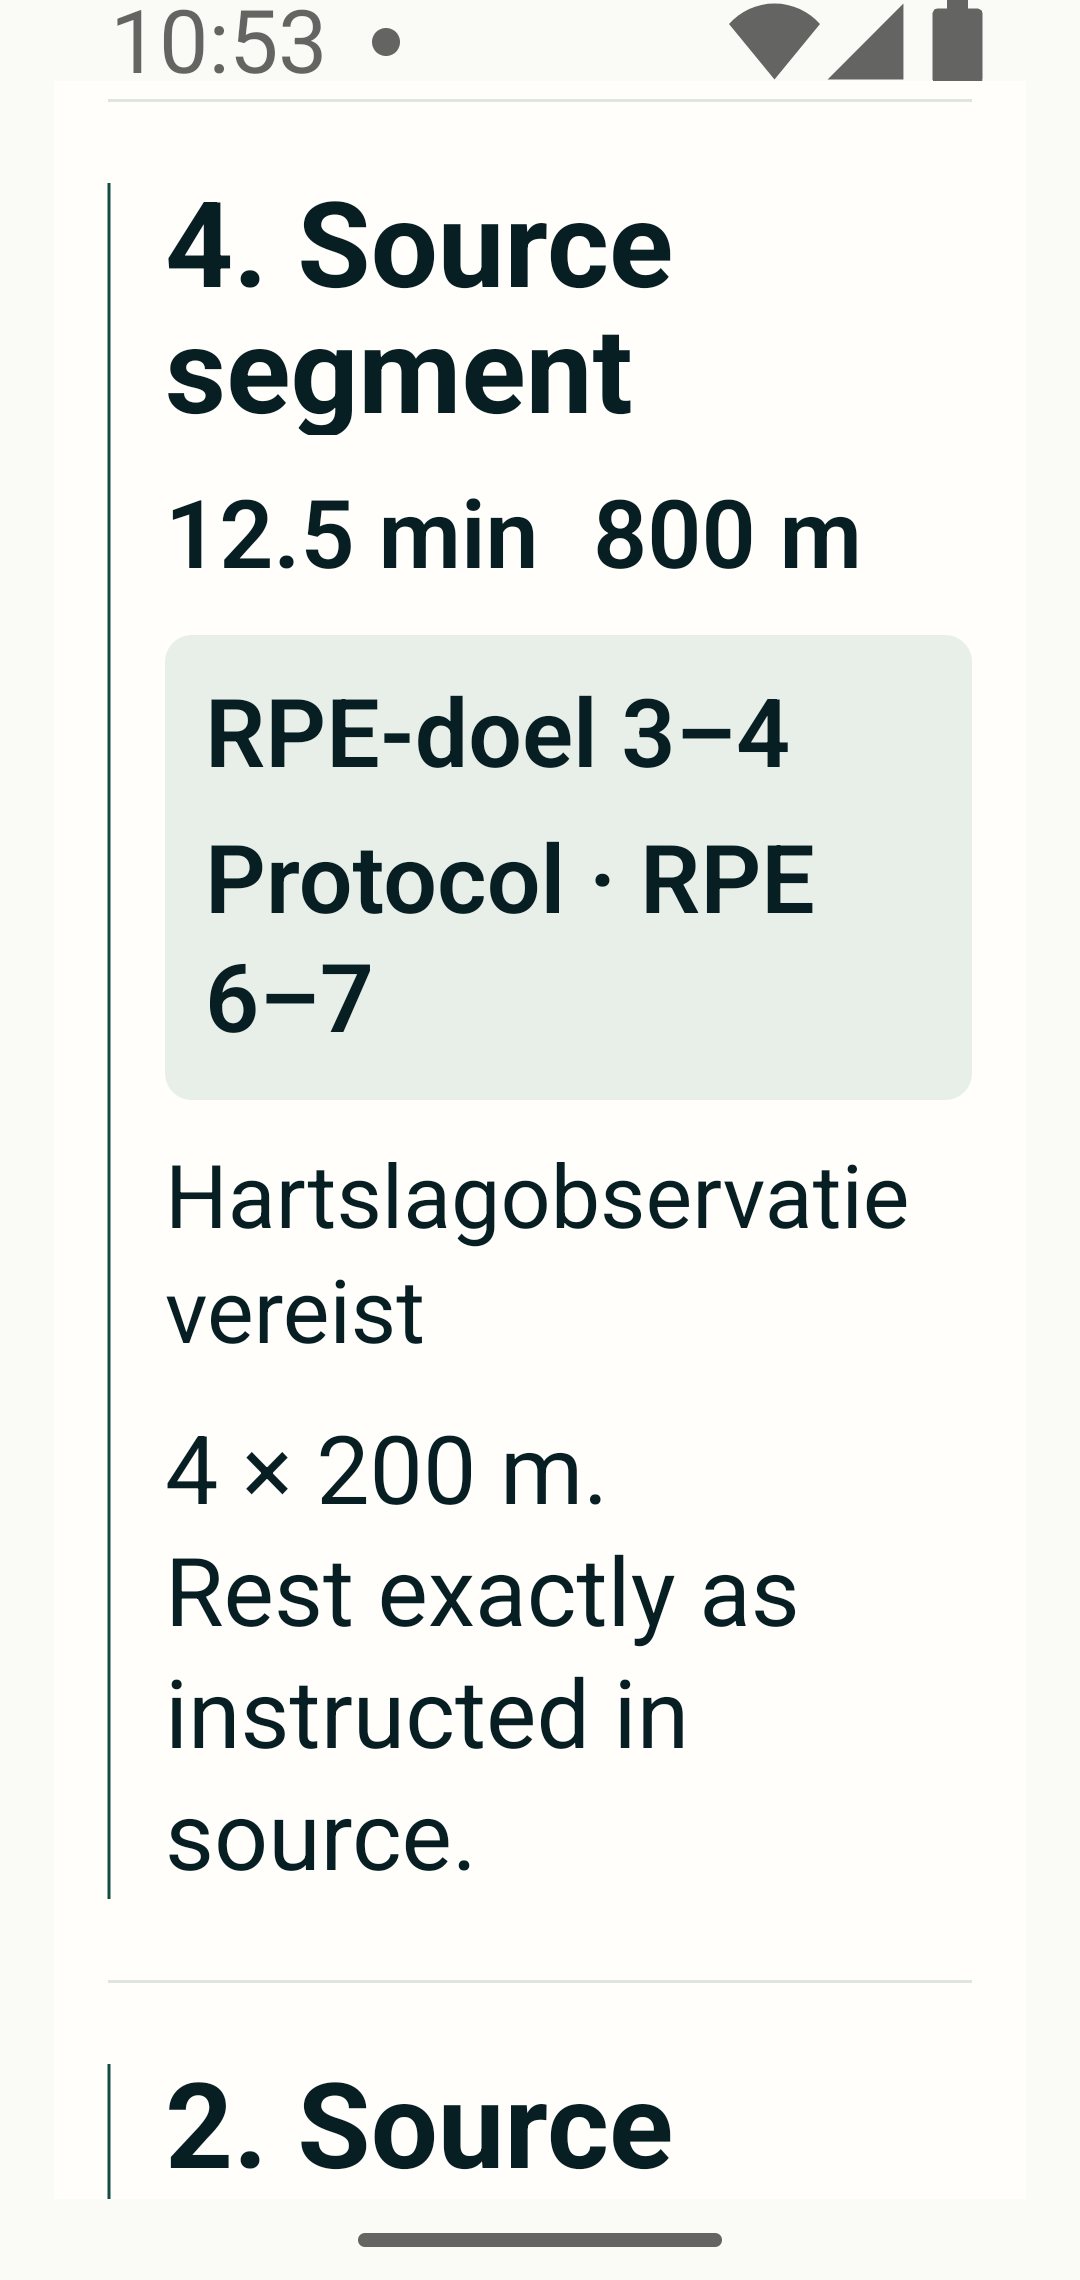 10:53
4. Source
segment
12.5 min 800 m
RPE-doel 3–4
Protocol · RPE
6–7
Hartslagobservatie
vereist
4 × 200 m.
Rest exactly as
instructed in
source.
2. Source